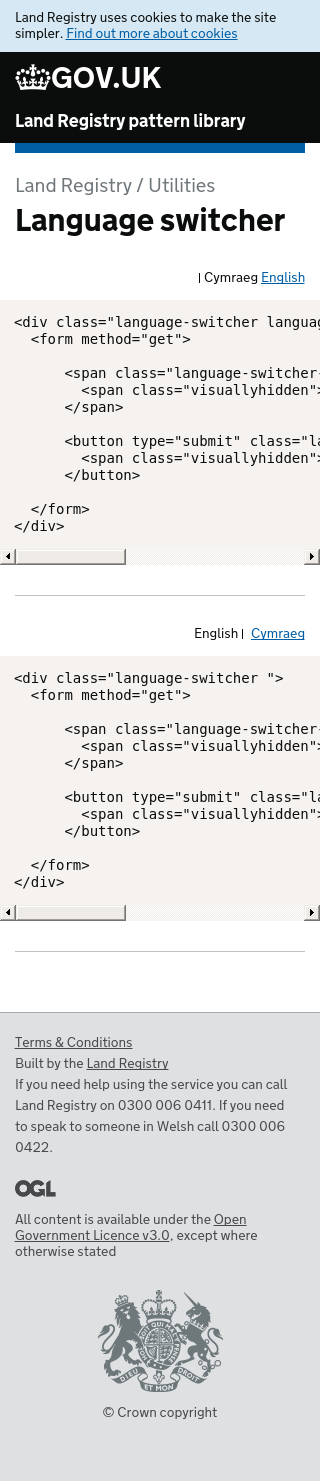 Land Registry uses cookies to make the site
simpler. Find out more about cookies
GOV.UK
Land Registry pattern library
Land Registry / Utilities
Language switcher
| Cymraeg English
<div class="language-switcher langua
<form method="get">
<span class="language-switcher-
<span class="visuallyhidden">
</span>
<button type="submit" class="la
<span class="visuallyhidden">
</button>
</form>
</div>
English | Cymraeg
<div class="language-switcher ">
<form method="get">
<span class="language-switcher-
<span class="visuallyhidden">
</span>
<button type="submit" class="la
<span class="visuallyhidden">
</button>
</form>
</div>
Terms & Conditions
Built by the Land Registry
If you need help using the service you can call
Land Registry on 0300 006 0411. If you need
to speak to someone in Welsh call 0300 006
0422.
OGL
All content is available under the Open
Government Licence v3.0, except where
otherwise stated
DIEU ET MON DROIT
© Crown copyright